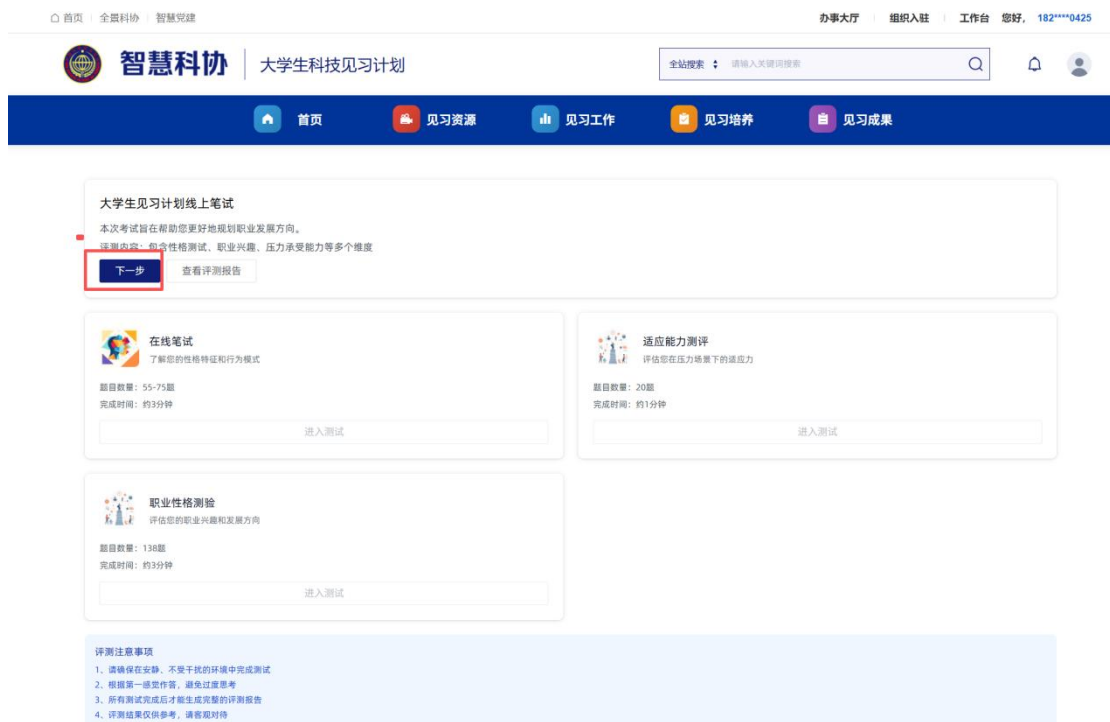 首页 全景科协 智慧党建 办事大厅 组织入驻 工作台 您好, 182****0425
智慧科协 大学生科技见习计划 全站搜索 请输入关键词搜索
首页 见习资源 见习工作 见习培养 见习成果
大学生见习计划线上笔试
本次考试旨在帮助您更好地规划职业发展方向。
评测内容：包含性格测试、职业兴趣、压力承受能力等多个维度
下一步 查看评测报告
在线笔试
了解您的性格特征和行为模式
题目数量：55-75题
完成时间：约3分钟
进入测试
适应能力测评
评估您在压力场景下的适应力
题目数量：20题
完成时间：约1分钟
进入测试
职业性格测验
评估您的职业兴趣和发展方向
题目数量：138题
完成时间：约3分钟
进入测试
评测注意事项
1、请确保在安静、不受干扰的环境中完成测试
2、根据第一感觉作答，避免过度思考
3、所有测试完成后才能生成完整的评测报告
4、评测结果仅供参考，请客观对待